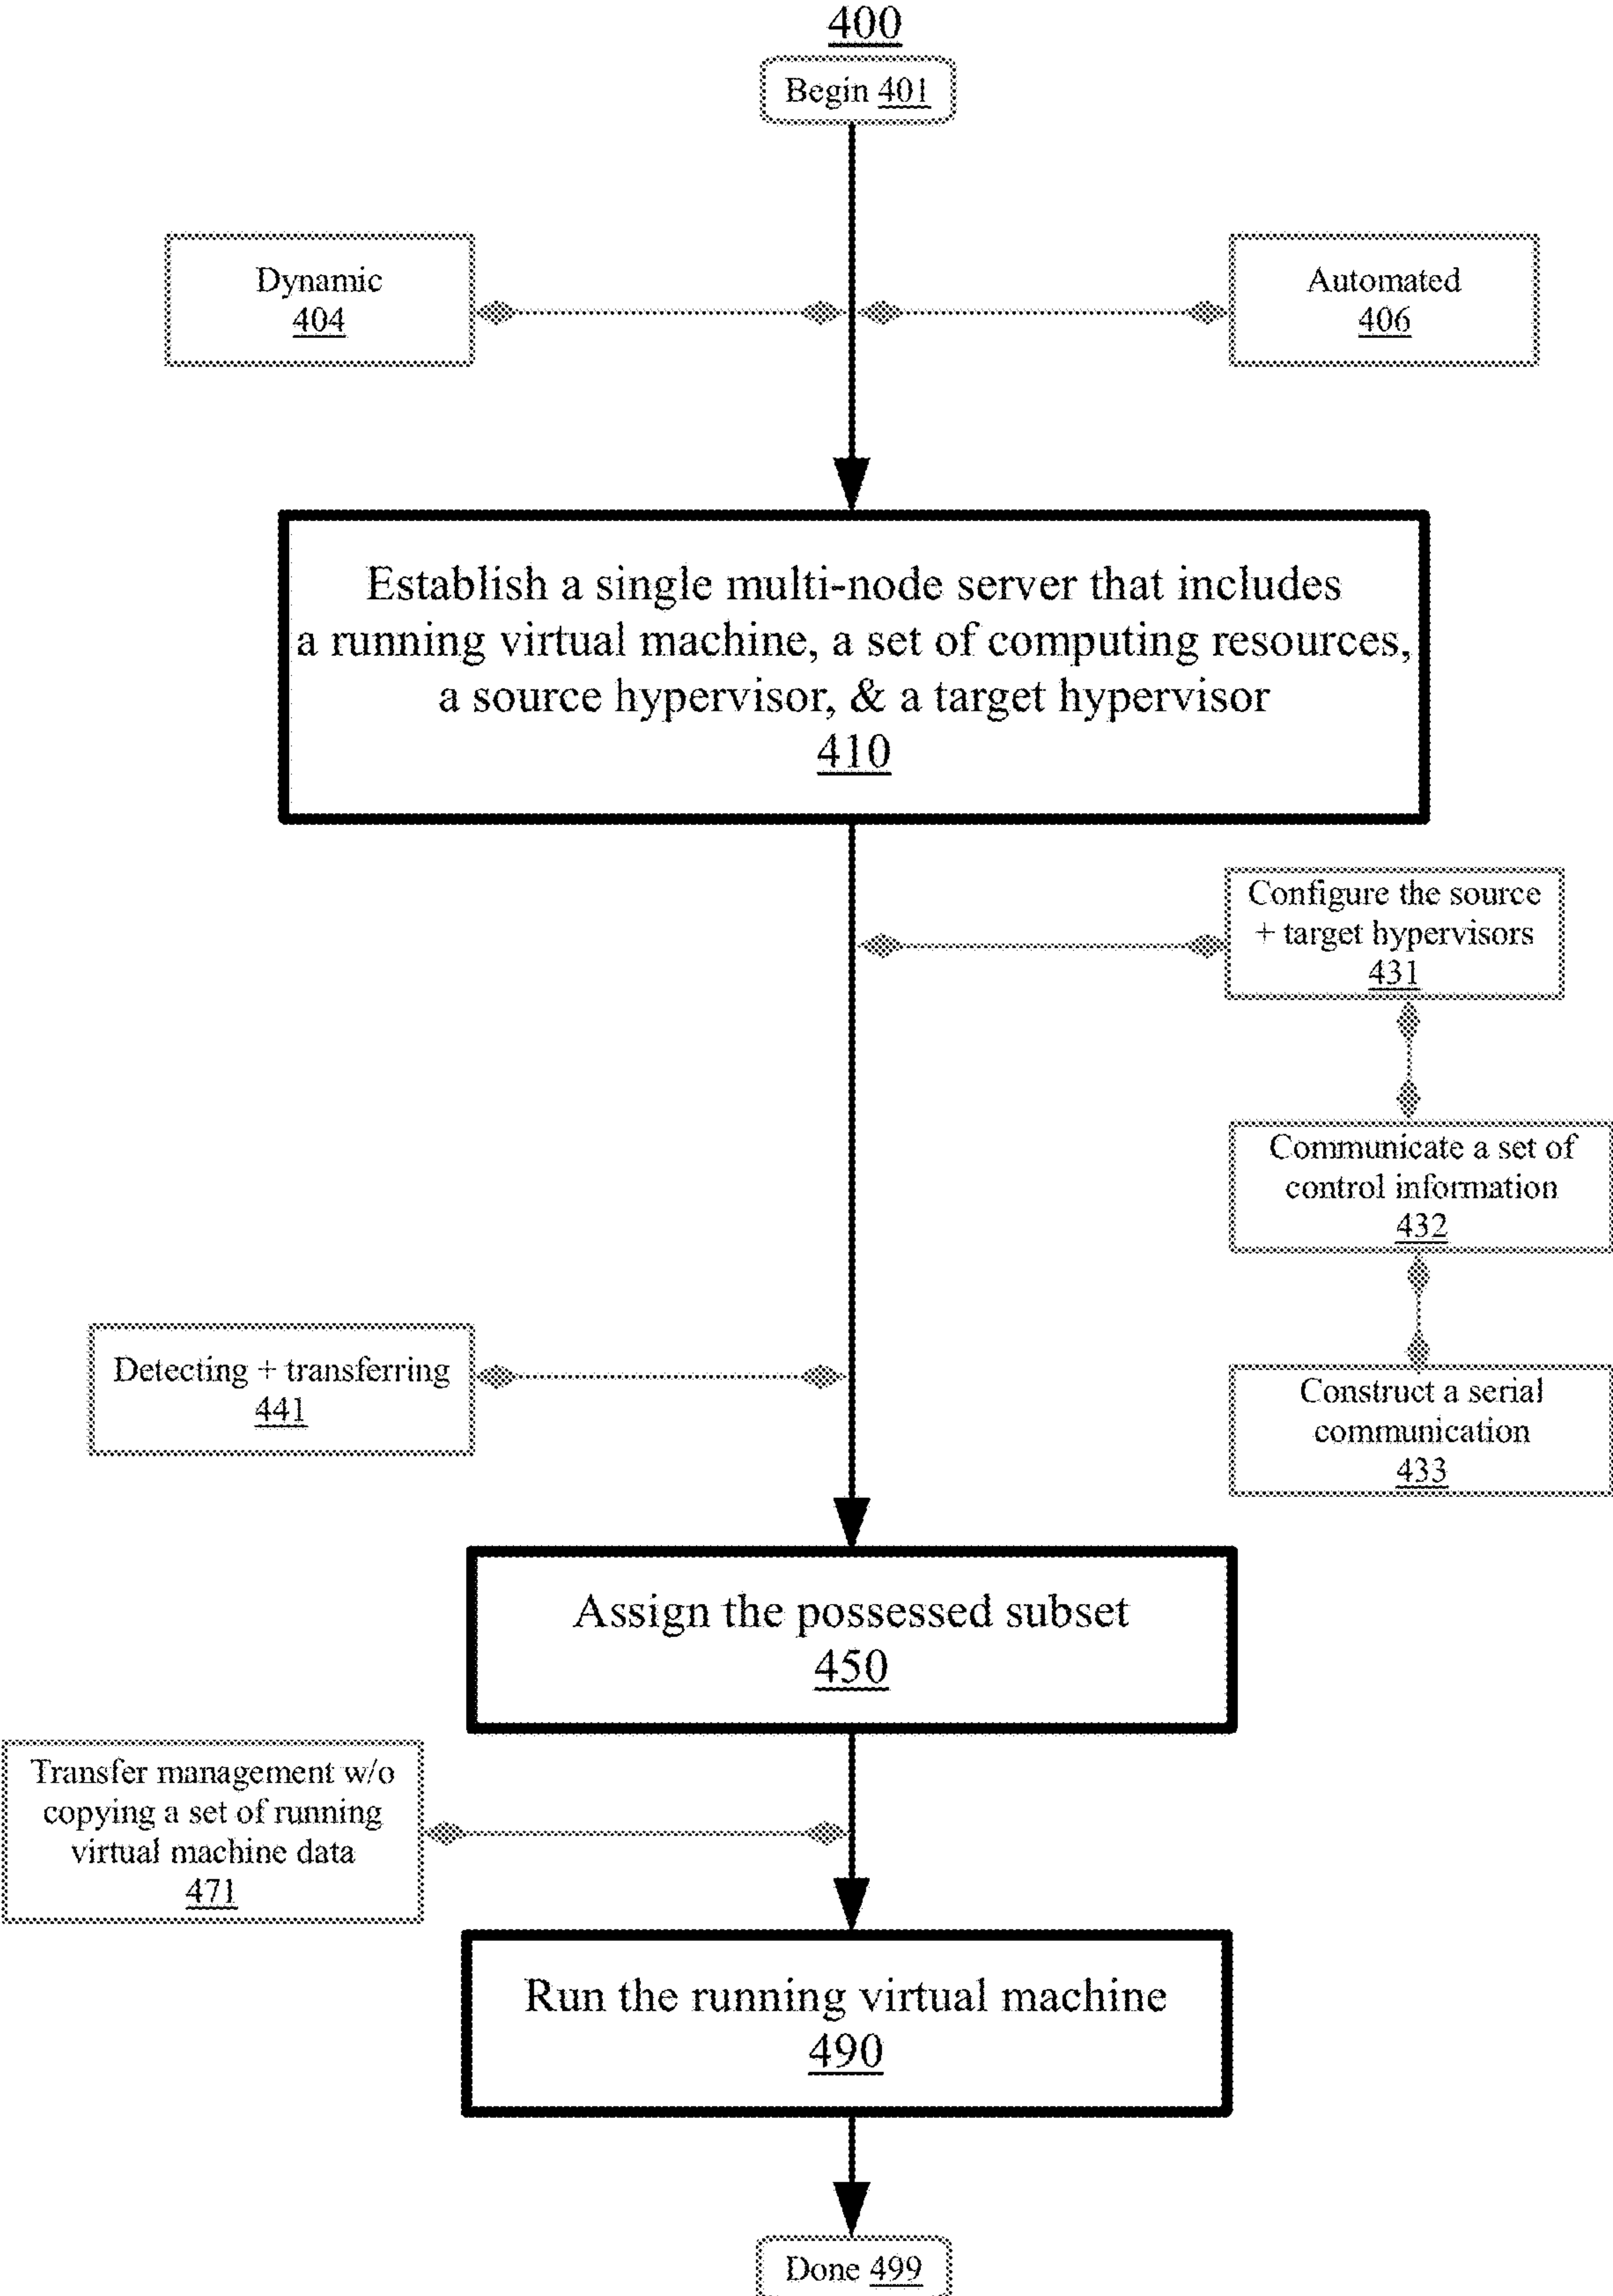 400
Begin 401
Dynamic
404
Automated
406
Establish a single multi-node server that includes
a running virtual machine, a set of computing resources,
a source hypervisor, & a target hypervisor
410
Configure the source
+ target hypervisors
431
Communicate a set of
control information
432
Detecting + transferring
441
Construct a serial
communication
433
Assign the possessed subset
450
Transfer management w/o
copying a set of running
virtual machine data
471
Run the running virtual machine
490
Done 499